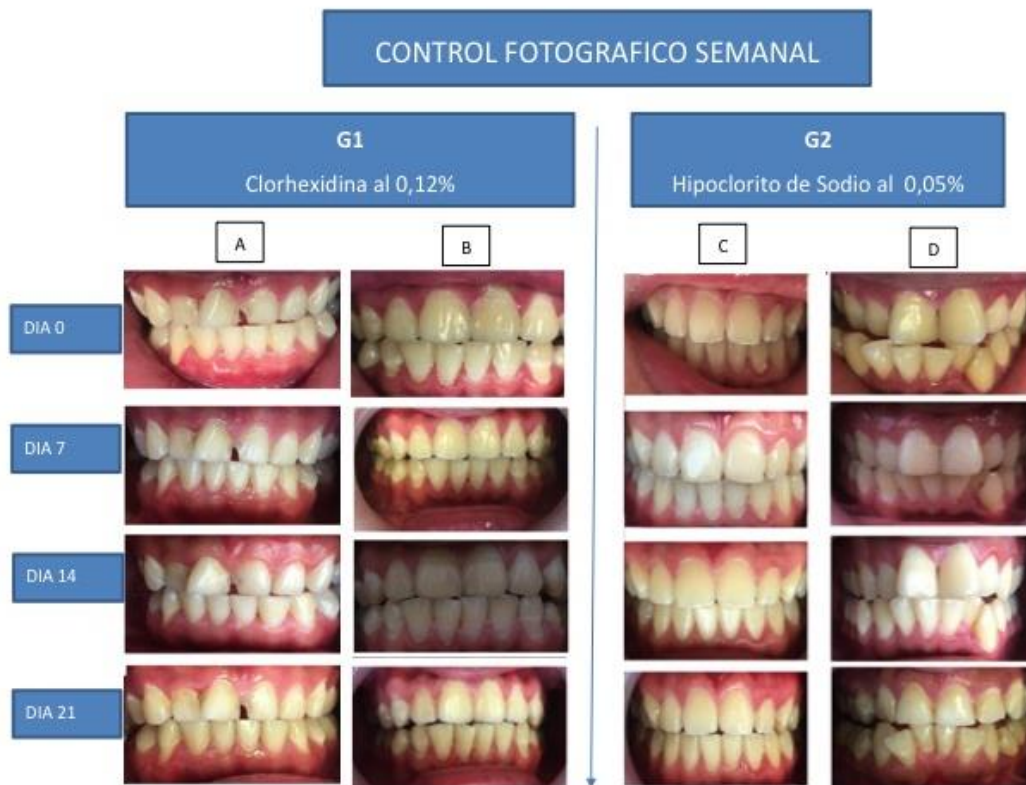 CONTROL FOTOGRAFICO SEMANAL
G1
Clorhexidina al 0,12%
G2
Hipoclorito de Sodio al 0,05%
A
B
C
D
DIA 0
DIA 7
DIA 14
DIA 21